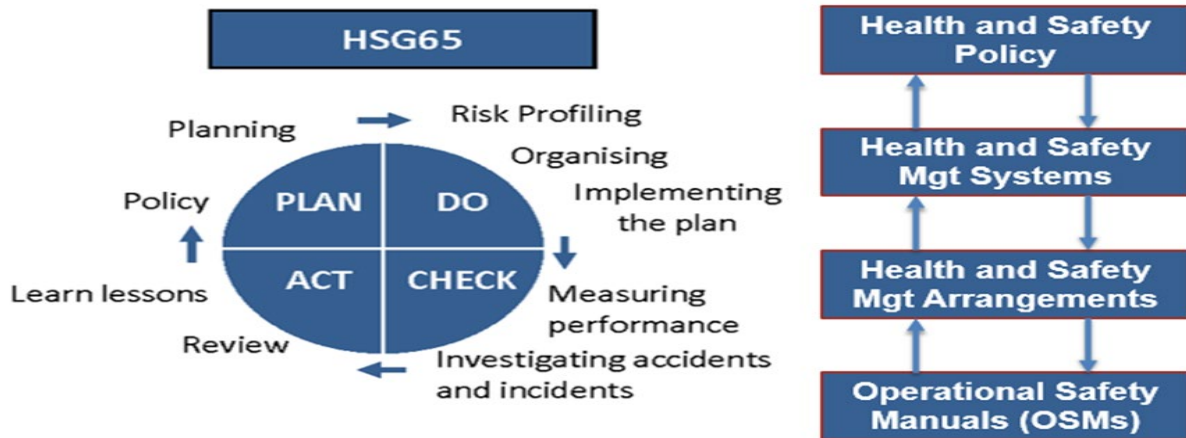 HSG65
Planning
Risk Profiling
Organising
Implementing
the plan
Policy
PLAN
DO
ACT
CHECK
Learn lessons
Measuring
performance
Review
Investigating accidents
and incidents
Health and Safety
Policy
Health and Safety
Mgt Systems
Health and Safety
Mgt Arrangements
Operational Safety
Manuals (OSMs)